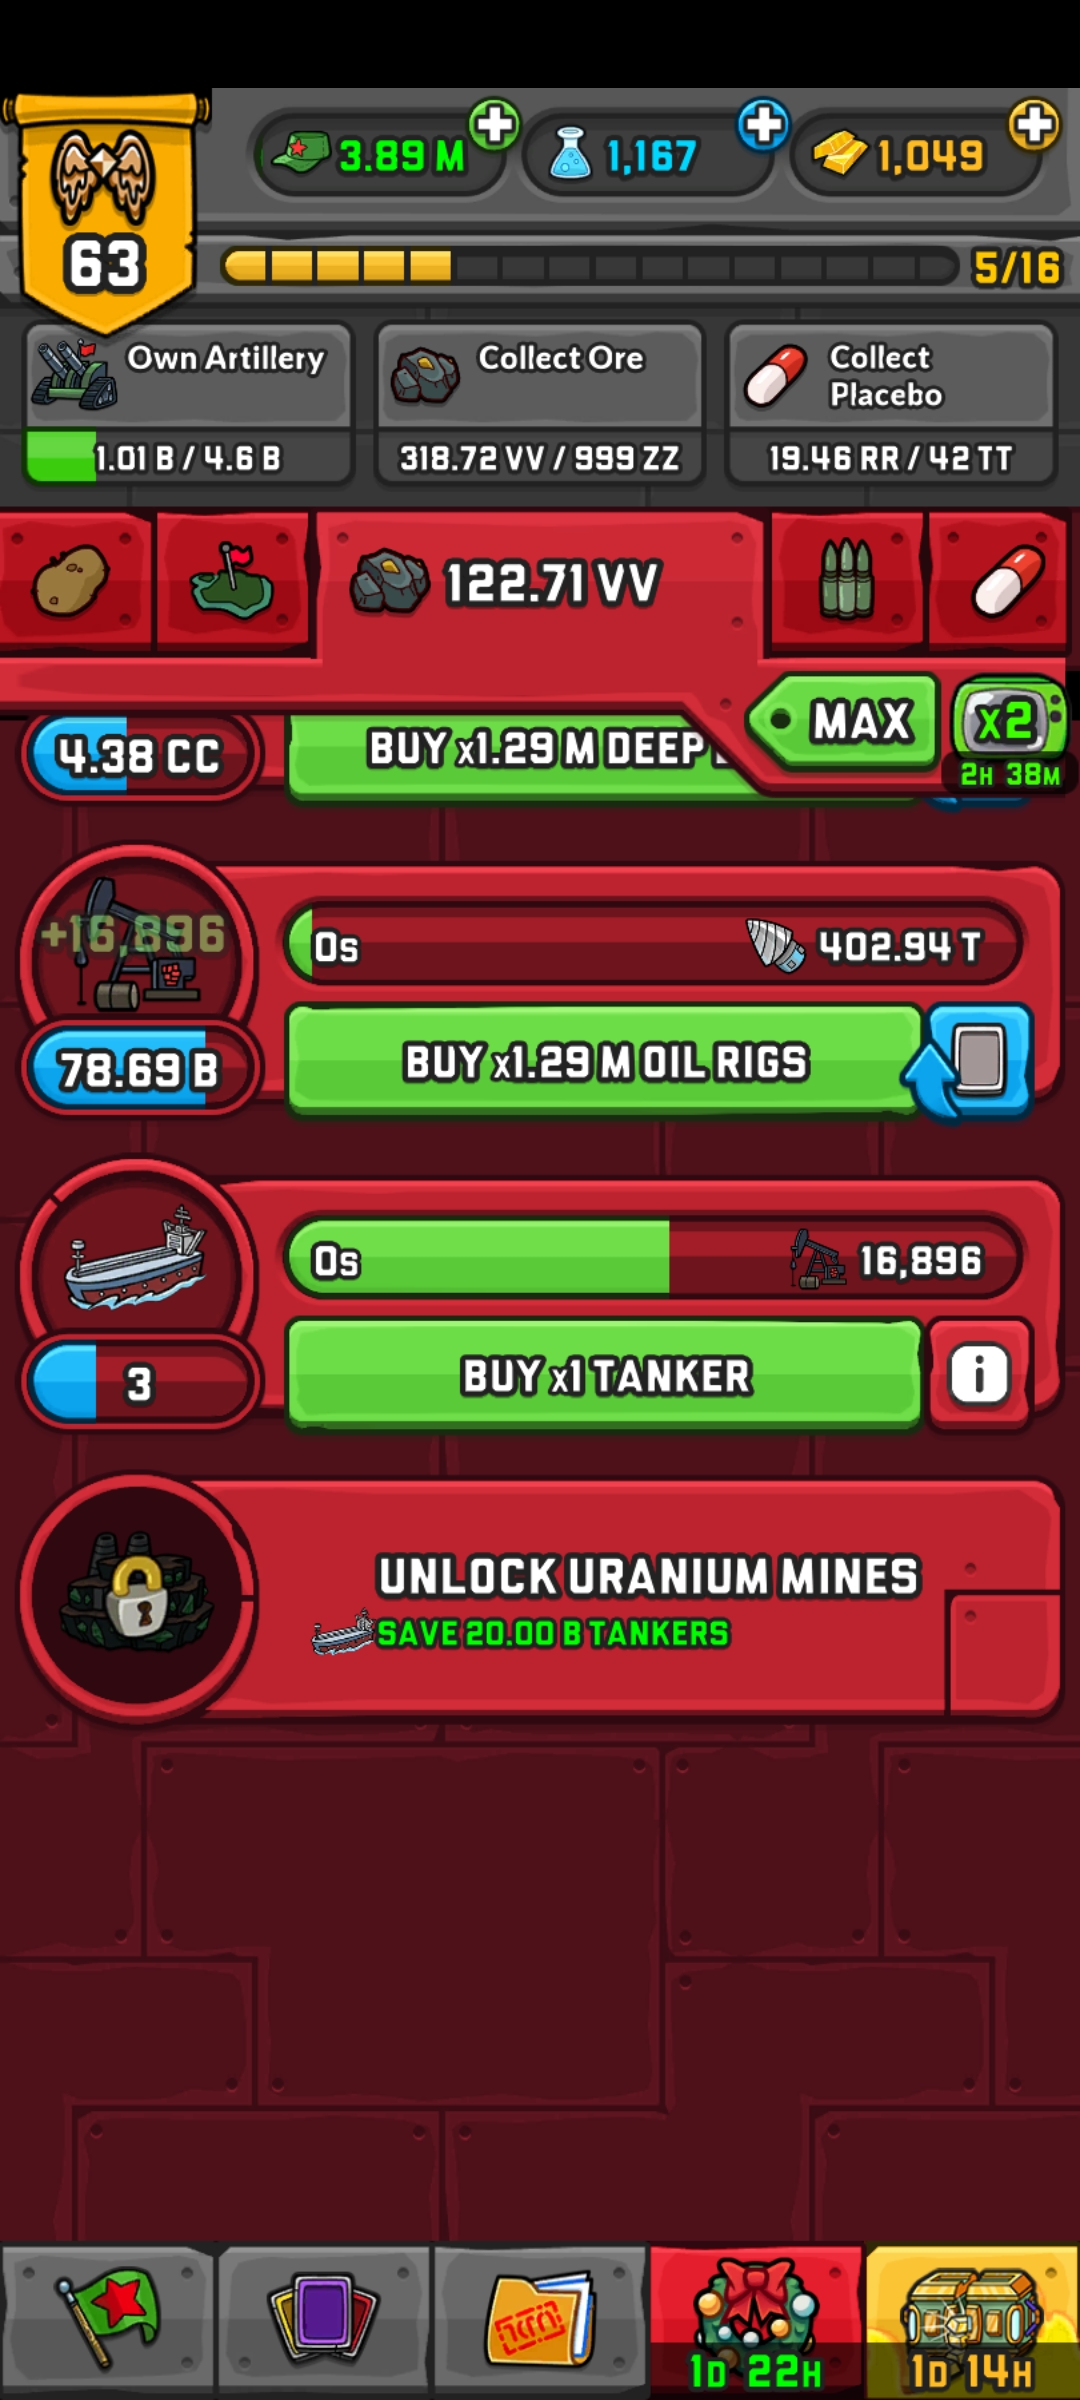 3.89 M
1,167
1,049
63
5/16
Own Artillery
1.01 B / 4.6 B
Collect Ore
318.72 VV / 999 ZZ
Collect
Placebo
19.46 RR / 42 TT
122.71 VV
MAX
x2
2H 38M
4.38 CC
BUY x1.29 M DEEP
+16,896
0s
402.94 T
78.69 B
BUY x1.29 M OIL RIGS
0s
16,896
3
BUY x1 TANKER
i
UNLOCK URANIUM MINES
SAVE 20.00 B TANKERS
1D 22H
1D 14H